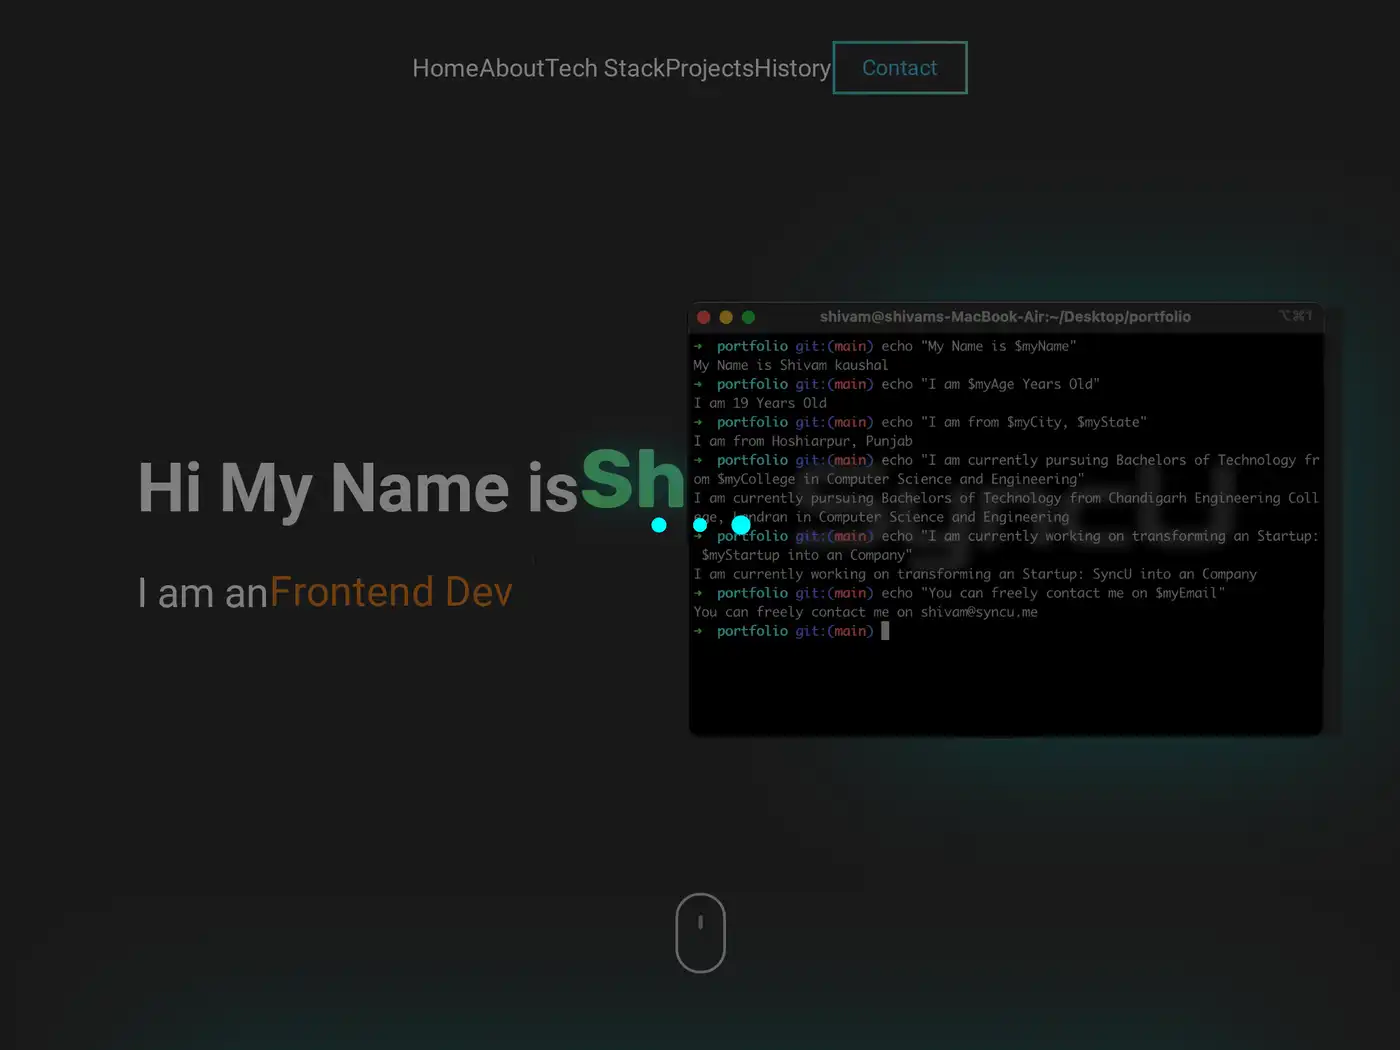 HomeAboutTech StackProjectsHistory Contact
shivam@shivams-MacBook-Air:~/Desktop/portfolio ⌥⌘1
➜ portfolio git:(main) echo "My Name is $myName"
My Name is Shivam kaushal
➜ portfolio git:(main) echo "I am $myAge Years Old"
I am 19 Years Old
➜ portfolio git:(main) echo "I am from $myCity, $myState"
I am from Hoshiarpur, Punjab
➜ portfolio git:(main) echo "I am currently pursuing Bachelors of Technology fr
om $myCollege in Computer Science and Engineering"
I am currently pursuing Bachelors of Technology from Chandigarh Engineering Coll
ege, Landran in Computer Science and Engineering
➜ portfolio git:(main) echo "I am currently working on transforming an Startup:
$myStartup into an Company"
I am currently working on transforming an Startup: SyncU into an Company
➜ portfolio git:(main) echo "You can freely contact me on $myEmail"
You can freely contact me on shivam@syncu.me
➜ portfolio git:(main)
Hi My Name isSh
I am anFrontend Dev
SyncU